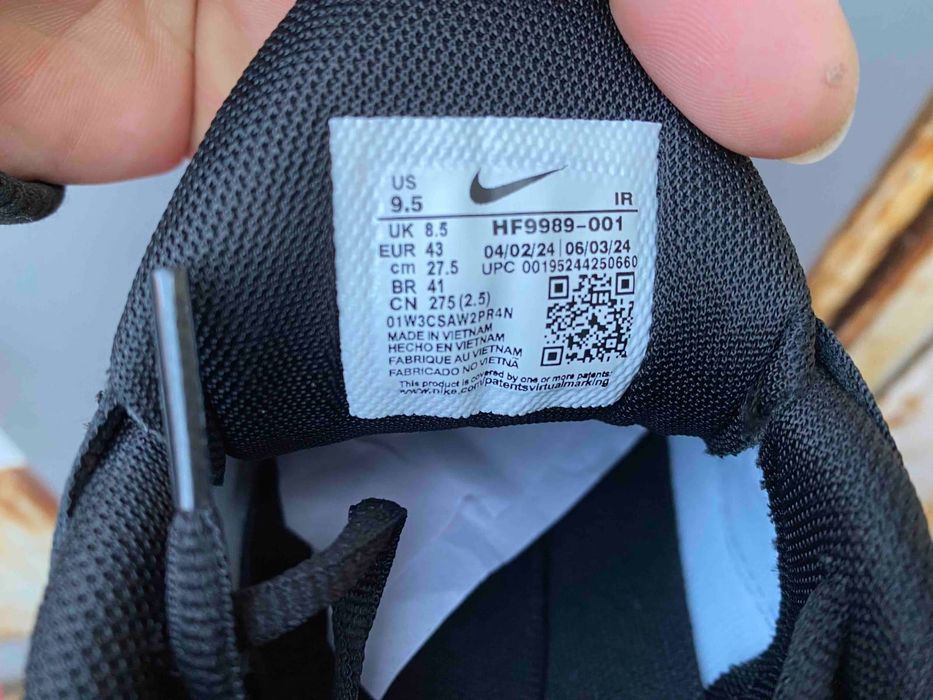 US
9.5
IR
UK 8.5
HF9989-001
EUR 43
04/02/24 | 06/03/24
cm 27.5
UPC 00195244250660
BR 41
CN 275 (2.5)
01W3CSAW2PR4N
MADE IN VIETNAM
HECHO EN VIETNAM
FABRIQUE AU VIETNAM
FABRICADO NO VIETNÃ
This product is covered by one or more patents:
www.nike.com/patentsvirtualmarking